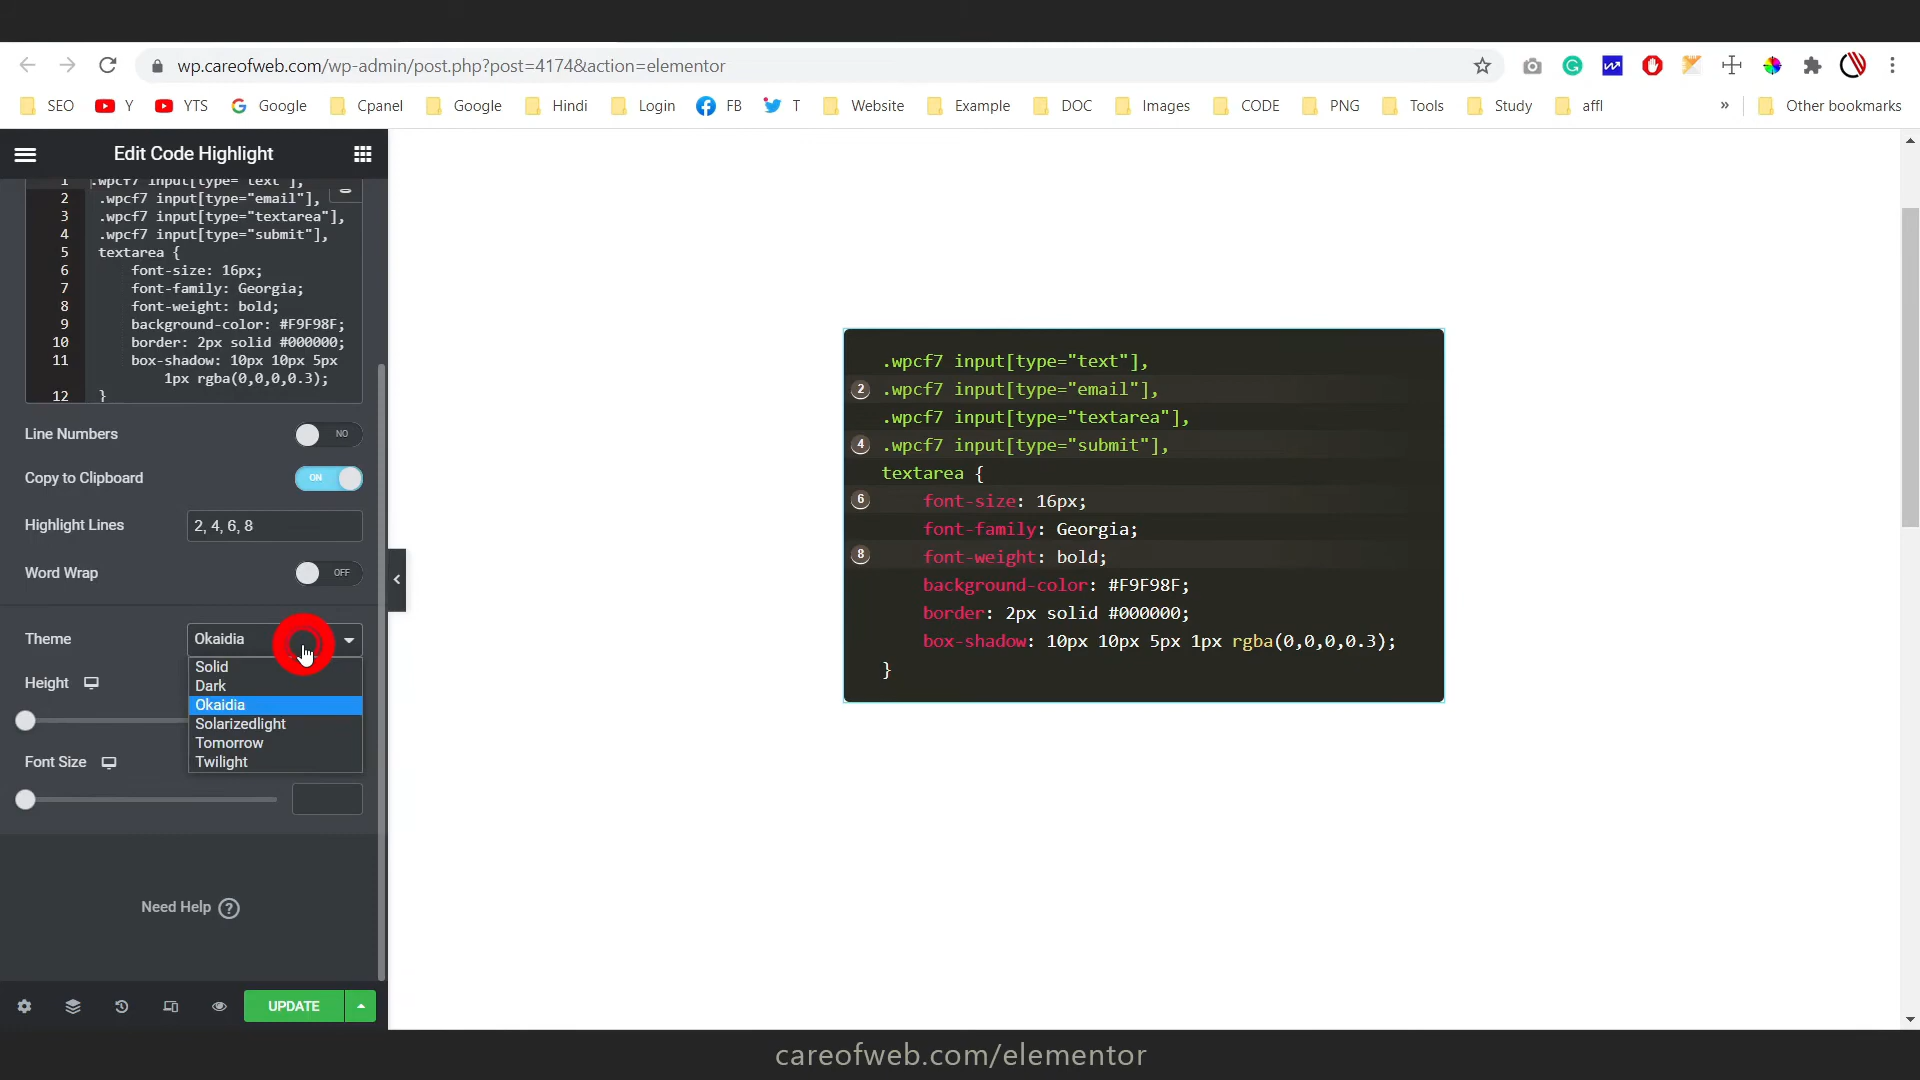 wp.careofweb.com/wp-admin/post.php?post=4174&action=elementor
SEO Y YTS Google Cpanel Google Hindi Login FB T Website Example DOC Images CODE PNG Tools Study affl » Other bookmarks
Edit Code Highlight
1 .wpcf7 input[type="text"],
2 .wpcf7 input[type="email"],
3 .wpcf7 input[type="textarea"],
4 .wpcf7 input[type="submit"],
5 textarea {
6 font-size: 16px;
7 font-family: Georgia;
8 font-weight: bold;
9 background-color: #F9F98F;
10 border: 2px solid #000000;
11 box-shadow: 10px 10px 5px
1px rgba(0,0,0,0.3);
12 }
Line Numbers NO
Copy to Clipboard ON
Highlight Lines 2, 4, 6, 8
Word Wrap OFF
Theme Okaidia
Solid
Dark
Okaidia
Solarizedlight
Tomorrow
Twilight
Height
Font Size
Need Help ?
UPDATE
.wpcf7 input[type="text"],
2 .wpcf7 input[type="email"],
.wpcf7 input[type="textarea"],
4 .wpcf7 input[type="submit"],
textarea {
6 font-size: 16px;
font-family: Georgia;
8 font-weight: bold;
background-color: #F9F98F;
border: 2px solid #000000;
box-shadow: 10px 10px 5px 1px rgba(0,0,0,0.3);
}
careofweb.com/elementor